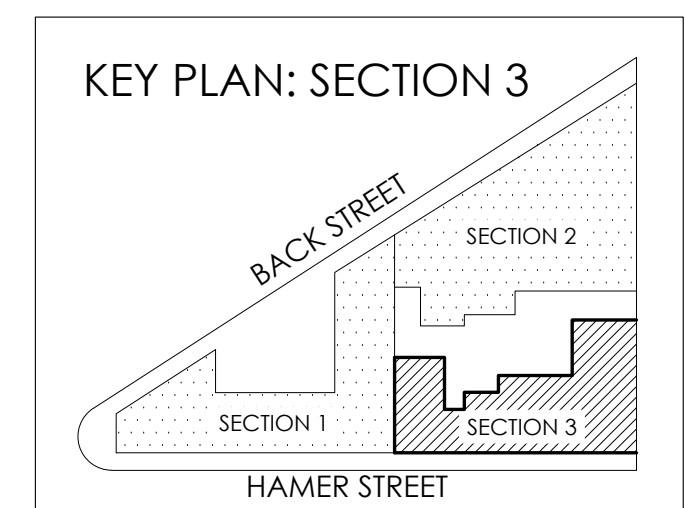 KEY PLAN: SECTION 3
BACK STREET
SECTION 2
SECTION 1
SECTION 3
HAMER STREET